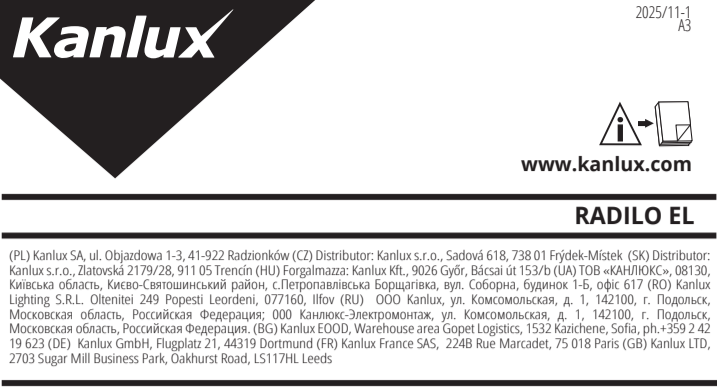 Kanlux
2025/11-1
A3
www.kanlux.com
RADILO EL
(PL) Kanlux SA, ul. Objazdowa 1-3, 41-922 Radzionków (CZ) Distributor: Kanlux s.r.o., Sadová 618, 738 01 Frýdek-Místek (SK) Distributor:
Kanlux s.r.o., Zlatovská 2179/28, 911 05 Trencín (HU) Forgalmazza: Kanlux Kft., 9026 Győr, Bácsai út 153/b (UA) ТОВ «КАНЛЮКС», 08130,
Київська область, Києво-Святошинський район, с.Петропавлівська Борщагівка, вул. Соборна, будинок 1-Б, офіс 617 (RO) Kanlux
Lighting S.R.L. Oltenitei 249 Popesti Leordeni, 077160, Ilfov (RU) ООО Kanlux, ул. Комсомольская, д. 1, 142100, г. Подольск,
Московская область, Российская Федерация; 000 Канлюкс-Электромонтаж, ул. Комсомольская, д. 1, 142100, г. Подольск,
Московская область, Российская Федерация. (BG) Kanlux EOOD, Warehouse area Gopet Logistics, 1532 Kazichene, Sofia, ph.+359 2 42
19 623 (DE) Kanlux GmbH, Flugplatz 21, 44319 Dortmund (FR) Kanlux France SAS, 224B Rue Marcadet, 75 018 Paris (GB) Kanlux LTD,
2703 Sugar Mill Business Park, Oakhurst Road, LS117HL Leeds